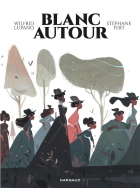 BLANC
AUTOUR
WILFRID
LUPANO
STÉPHANE
FERT
DARGAUD